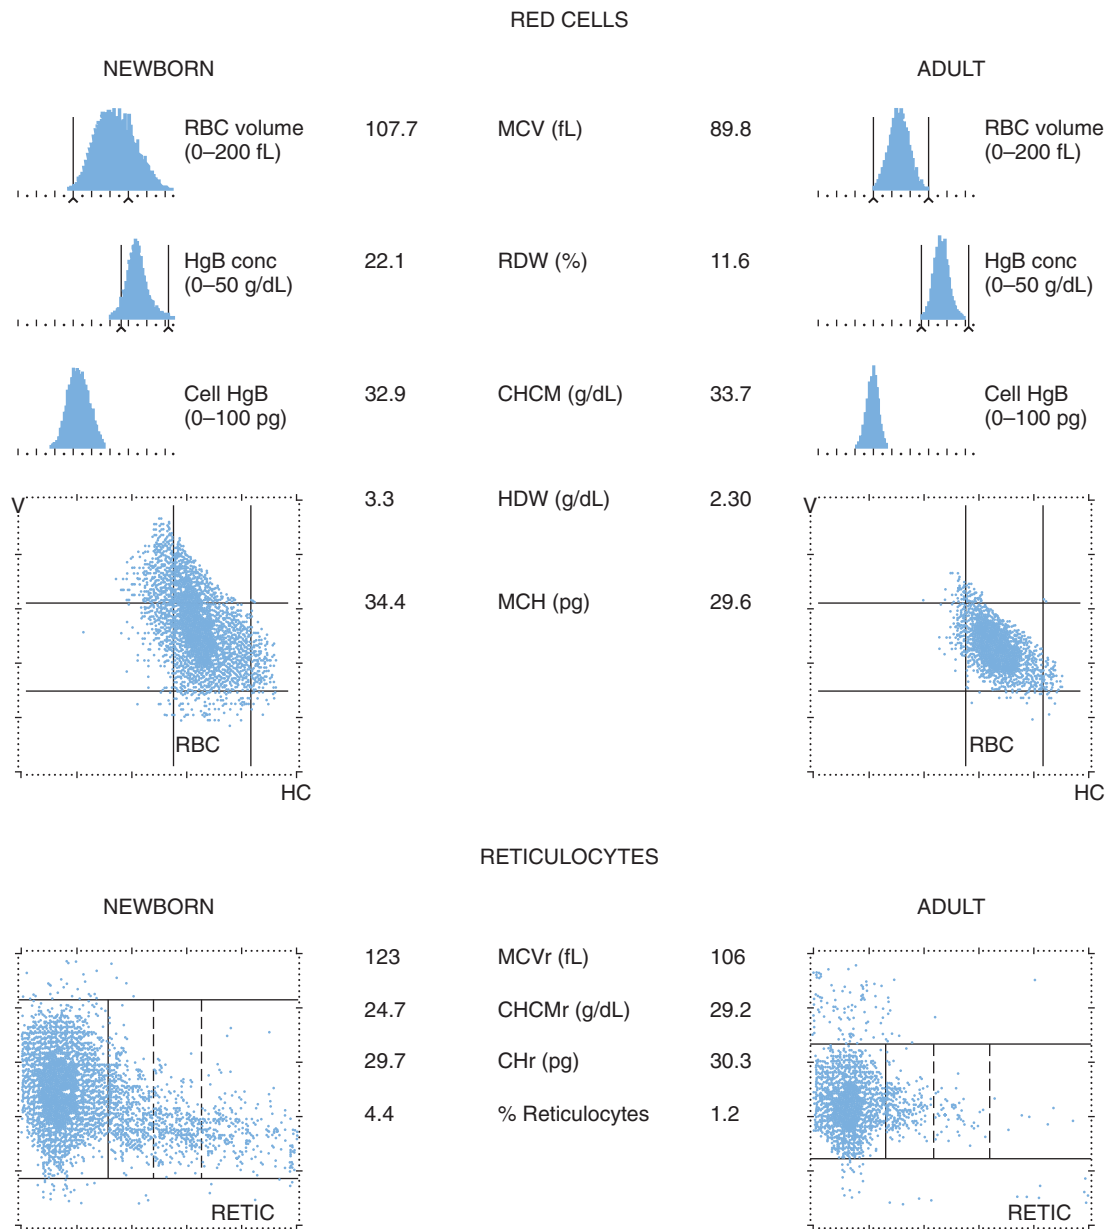 RED CELLS
NEWBORN
ADULT
RBC volume
(0–200 fL)
107.7
MCV (fL)
89.8
RBC volume
(0–200 fL)
HgB conc
(0–50 g/dL)
22.1
RDW (%)
11.6
HgB conc
(0–50 g/dL)
Cell HgB
(0–100 pg)
32.9
CHCM (g/dL)
33.7
Cell HgB
(0–100 pg)
V
3.3
HDW (g/dL)
2.30
V
34.4
MCH (pg)
29.6
RBC
HC
RBC
HC
RETICULOCYTES
NEWBORN
ADULT
123
MCVr (fL)
106
24.7
CHCMr (g/dL)
29.2
29.7
CHr (pg)
30.3
4.4
% Reticulocytes
1.2
RETIC
RETIC